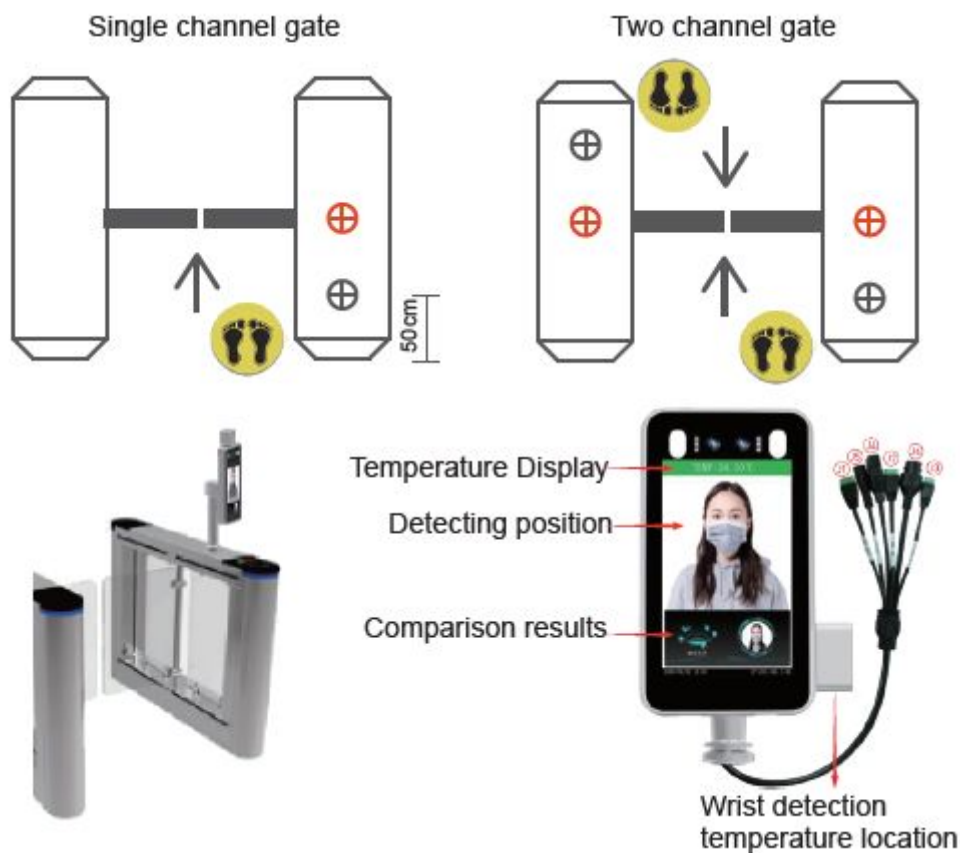 Single channel gate
Two channel gate
50cm
Temperature Display
Detecting position
Comparison results
Wrist detection
temperature location